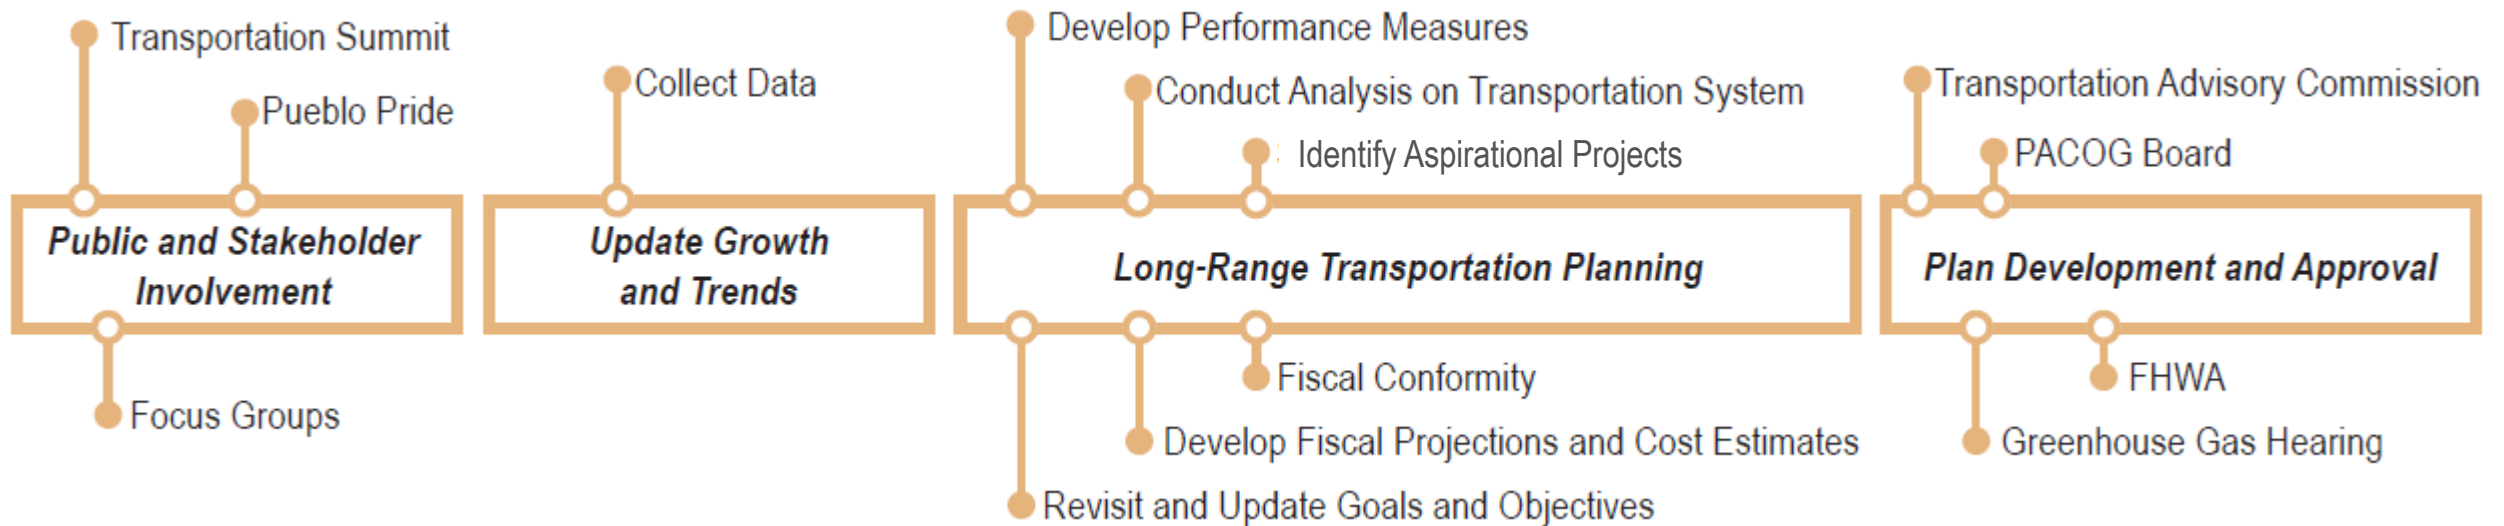 Transportation Summit
Pueblo Pride
Public and Stakeholder
Involvement
Focus Groups
Collect Data
Update Growth
and Trends
Develop Performance Measures
Conduct Analysis on Transportation System
Identify Aspirational Projects
Long-Range Transportation Planning
Fiscal Conformity
Develop Fiscal Projections and Cost Estimates
Revisit and Update Goals and Objectives
Transportation Advisory Commission
PACOG Board
Plan Development and Approval
FHWA
Greenhouse Gas Hearing